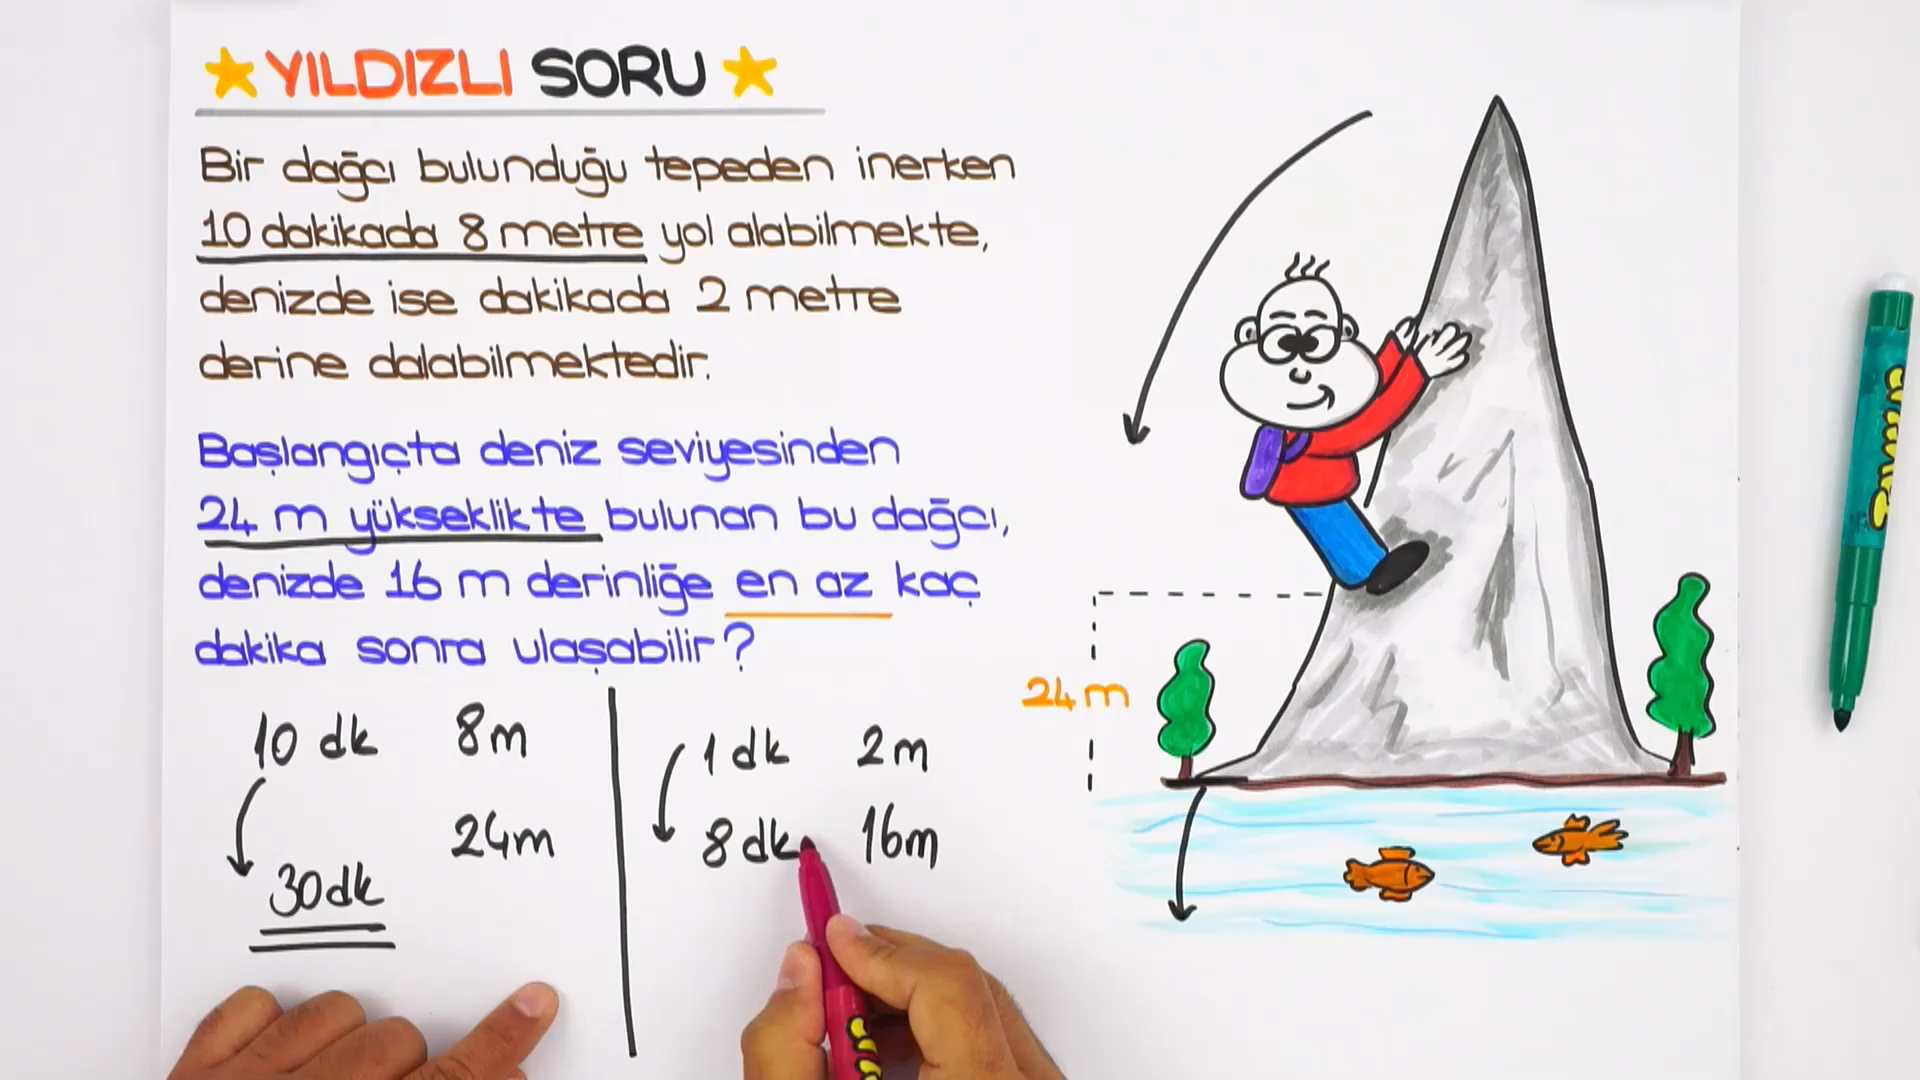 YILDIZLI SORU
Bir dağcı bulunduğu tepeden inerken
10 dakikada 8 metre yol alabilmekte,
denizde ise dakikada 2 metre
derine dalabilmektedir.
Başlangıçta deniz seviyesinden
24 m yükseklikte bulunan bu dağcı,
denizde 16 m derinliğe en az kaç
dakika sonra ulaşabilir?
10 dk 8m
24m
30dk
1 dk 2m
8 dk 16m
24m